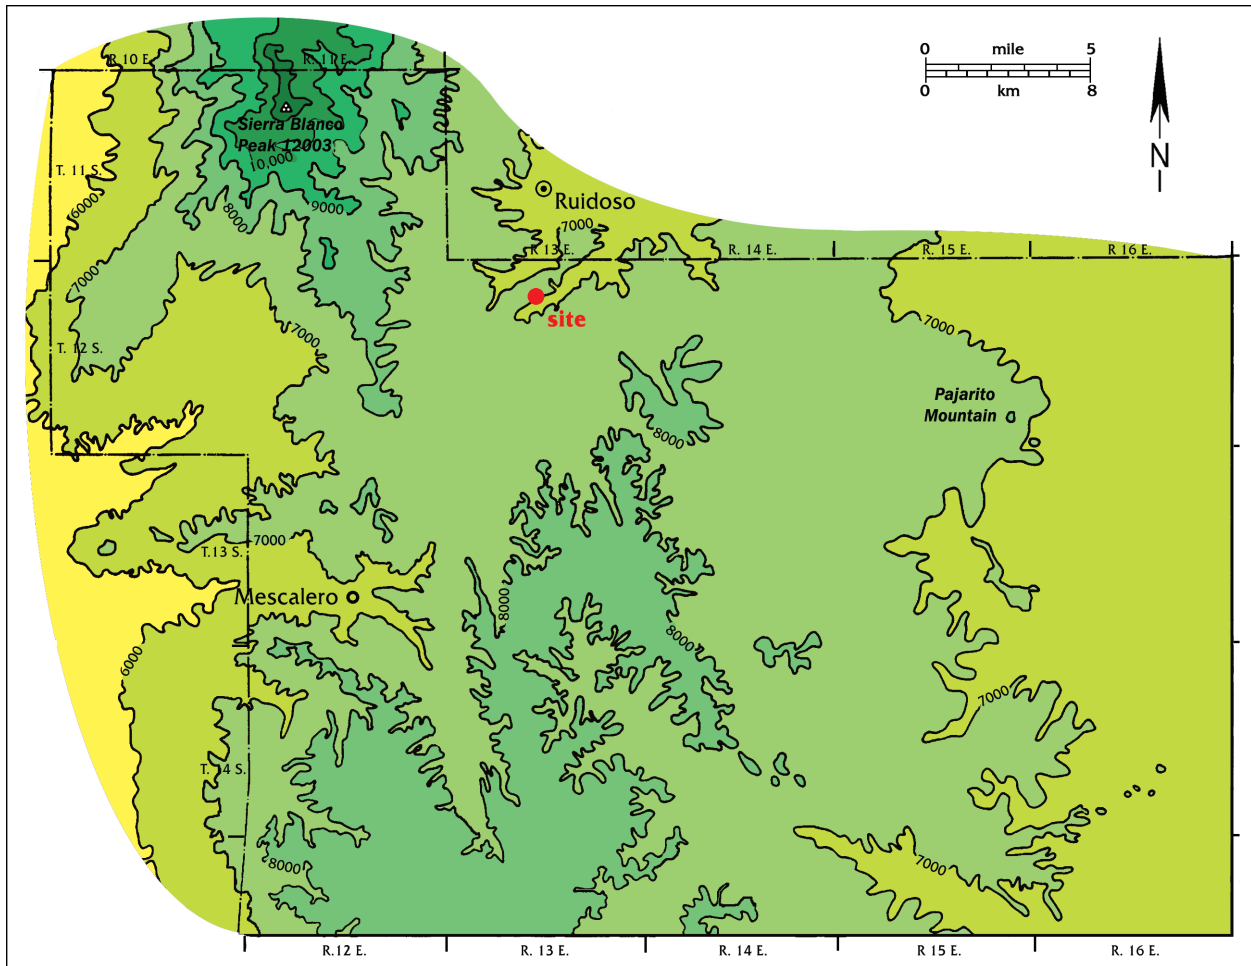 0 mile 5
0 km 8
N
R 10 E.
R. 11 E.
Sierra Blanco
Peak 12003
10,000
T. 11 S.
6000
8000
9000
Ruidoso
7000
R 13 E.
R. 14 E.
R. 15 E.
R 16 E.
7000
site
7000
7000
T. 12 S.
Pajarito
Mountain
8000
7000
T.13 S.
Mescalero
8000
8000
6000
7000
T. 14 S.
8000
7000
R.12 E.
R. 13 E.
R. 14 E.
R 15 E.
R. 16 E.